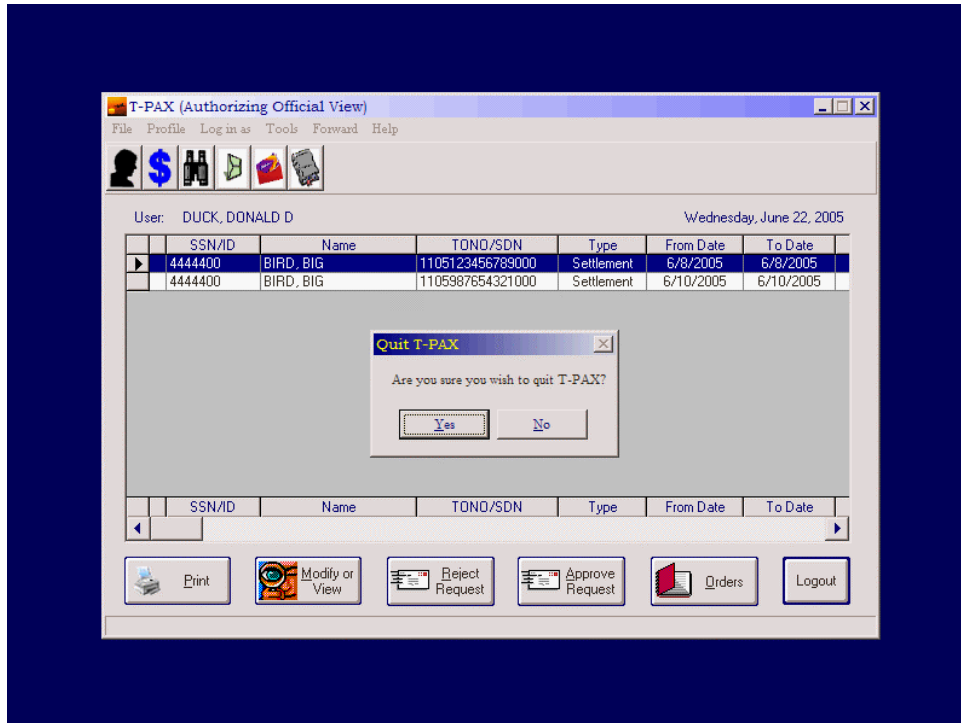 T-PAX (Authorizing Official View)
File Profile Log in as Tools Forward Help
User: DUCK, DONALD D Wednesday, June 22, 2005
SSN/ID Name TONO/SDN Type From Date To Date
4444400 BIRD, BIG 1105123456789000 Settlement 6/8/2005 6/8/2005
4444400 BIRD, BIG 1105987654321000 Settlement 6/10/2005 6/10/2005
Quit T-PAX
Are you sure you wish to quit T-PAX?
Yes No
SSN/ID Name TONO/SDN Type From Date To Date
Print Modify or View Reject Request Approve Request Orders Logout